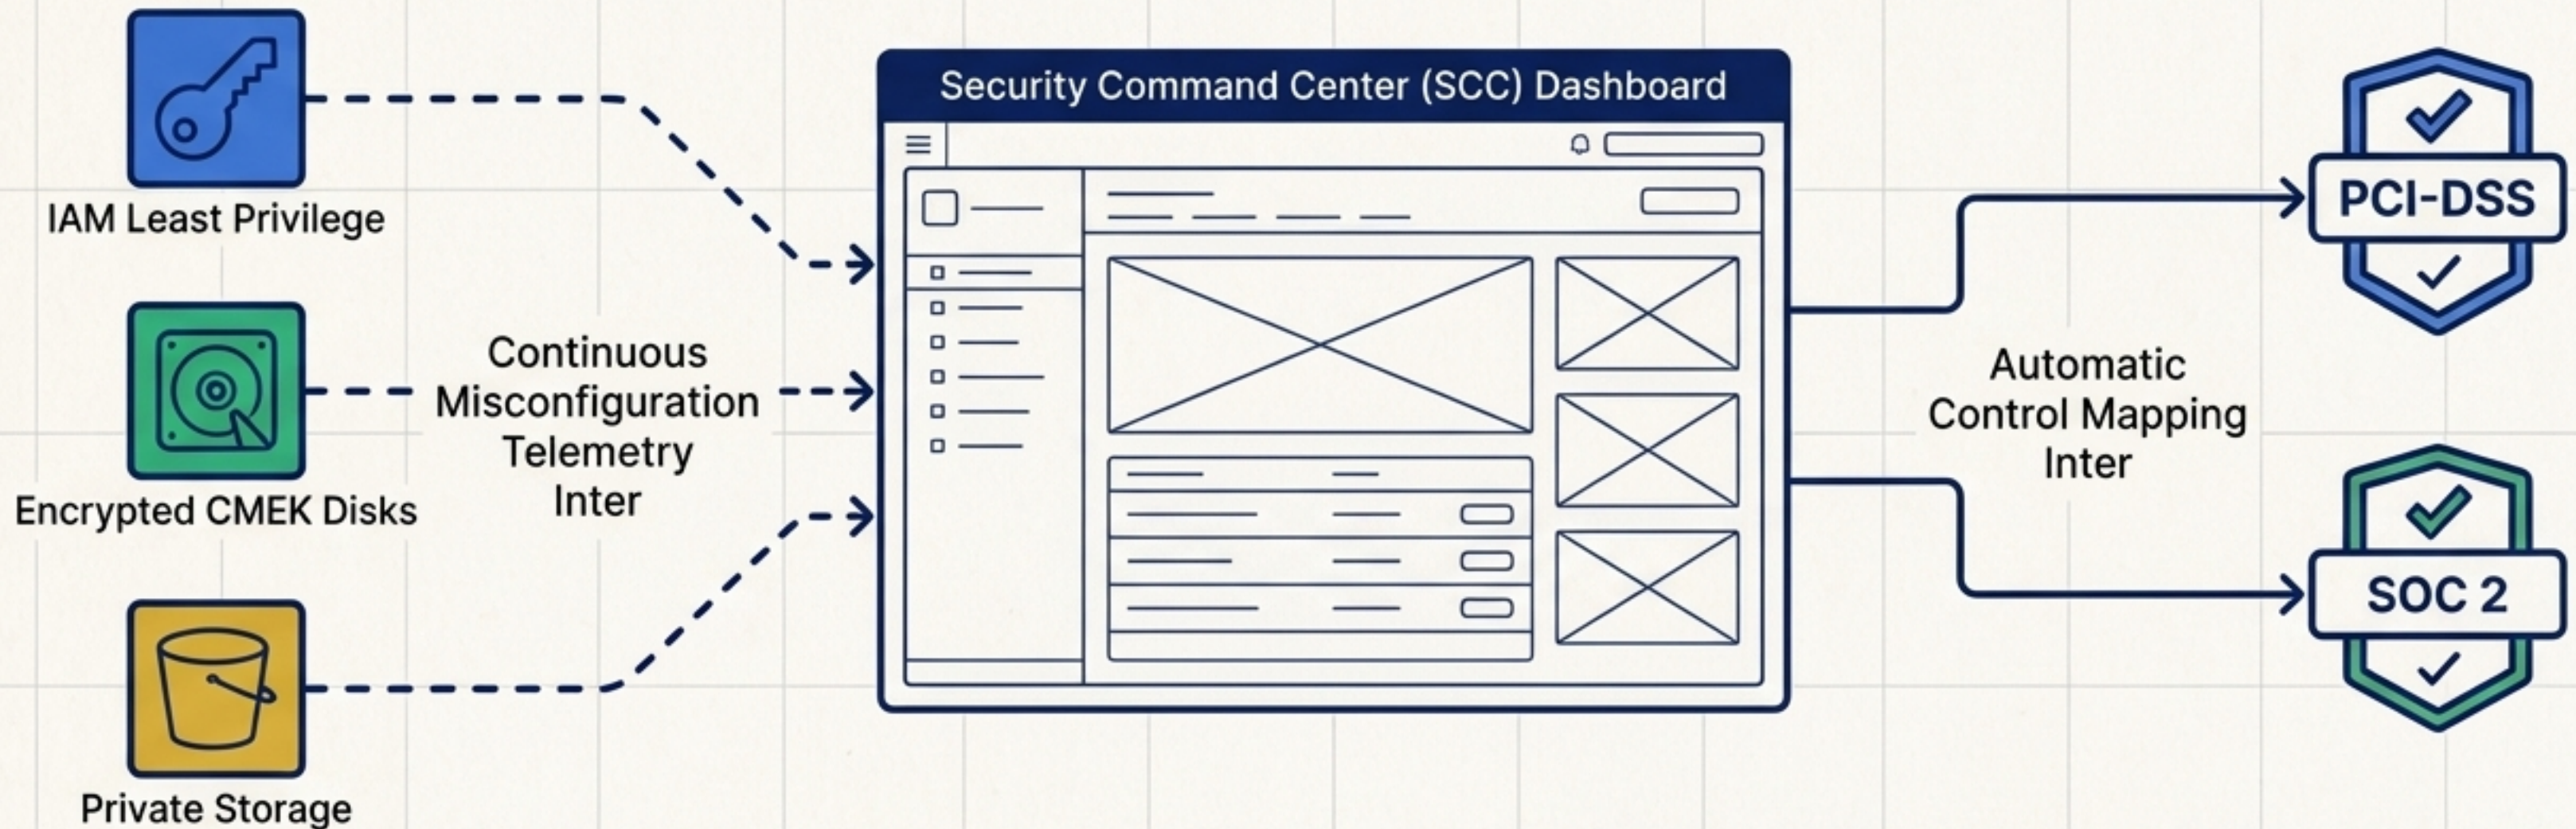 IAM Least Privilege
Encrypted CMEK Disks
Private Storage
Continuous
Misconfiguration
Telemetry
Inter
Security Command Center (SCC) Dashboard
Automatic
Control Mapping
Inter
PCI-DSS
SOC 2